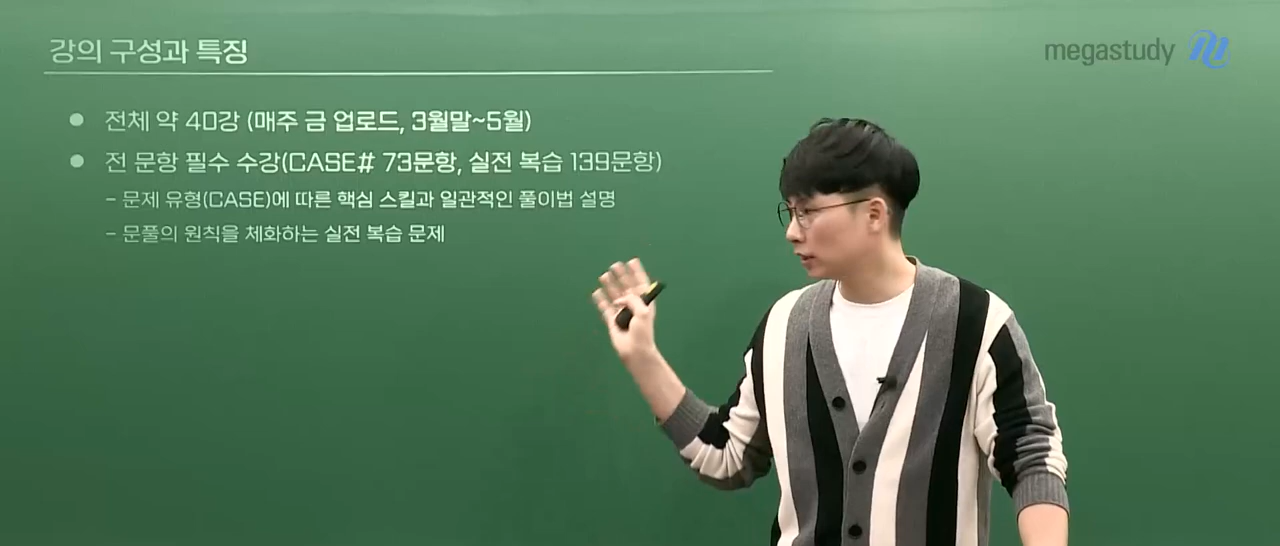 강의 구성과 특징
megastudy
● 전체 약 40강 (매주 금 업로드, 3월말~5월)
● 전 문항 필수 수강(CASE# 73문항, 실전 복습 139문항)
- 문제 유형(CASE)에 따른 핵심 스킬과 일관적인 풀이법 설명
- 문풀의 원칙을 체화하는 실전 복습 문제